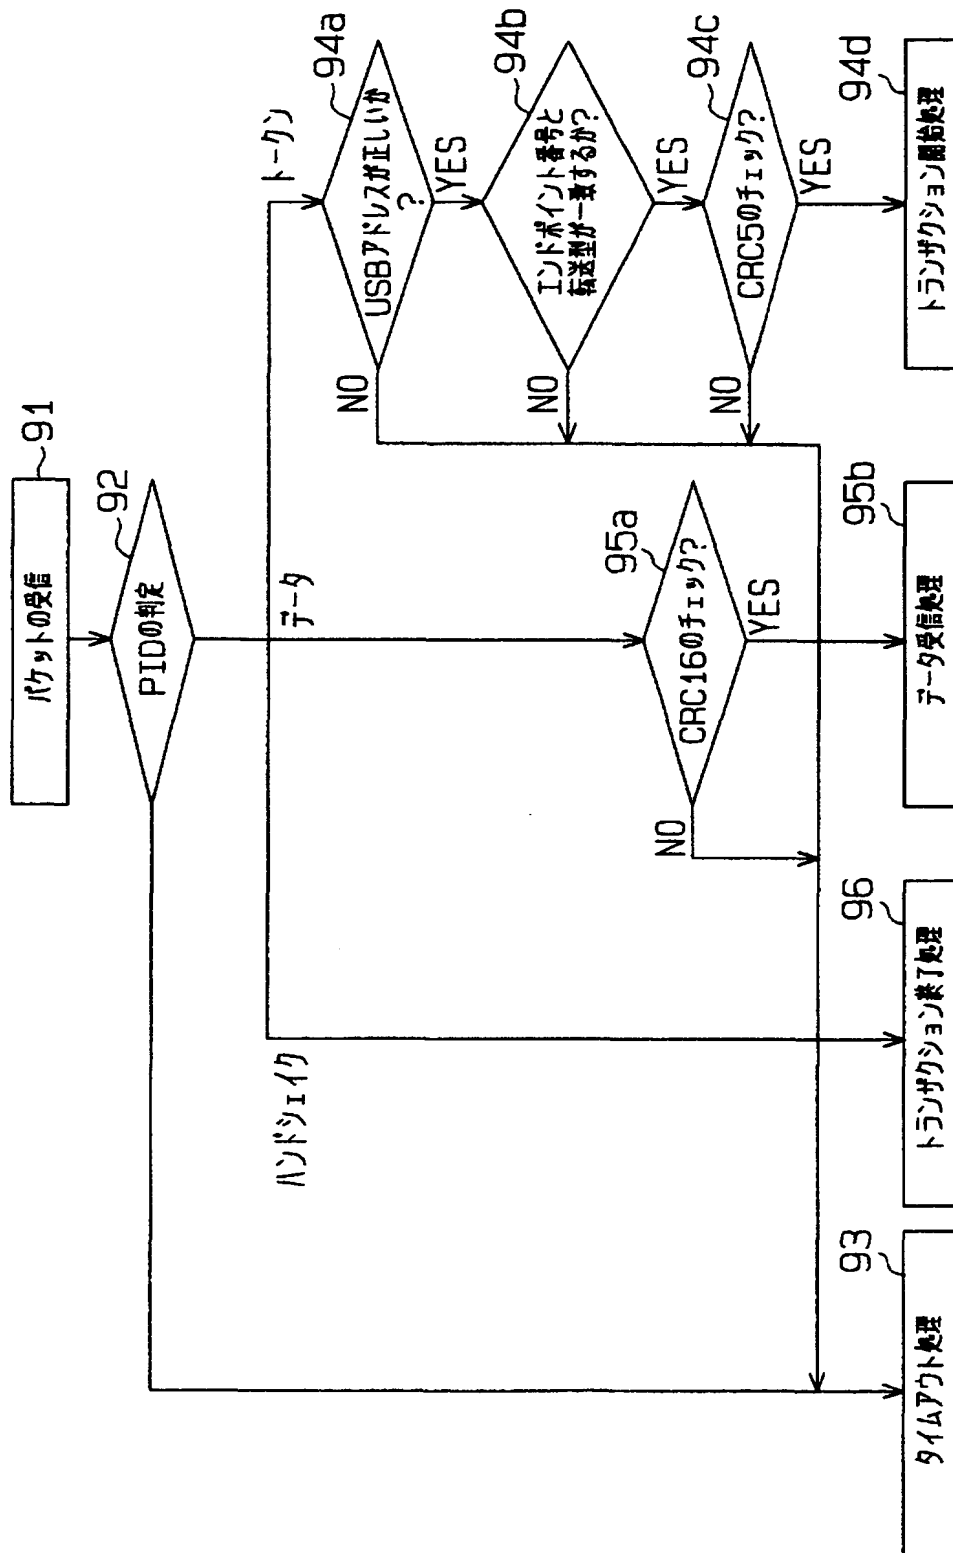 パケットの受信
91
PIDの判定
92
トークン
データ
ハンドシェイク
USBアドレスが正しいか
?
94a
YES
NO
エンドポイント番号と
転送型が一致するか?
94b
YES
NO
CRC5のチェック?
94c
YES
NO
CRC16のチェック?
95a
YES
NO
タイムアウト処理
93
トランザクション終了処理
96
データ受信処理
95b
トランザクション開始処理
94d